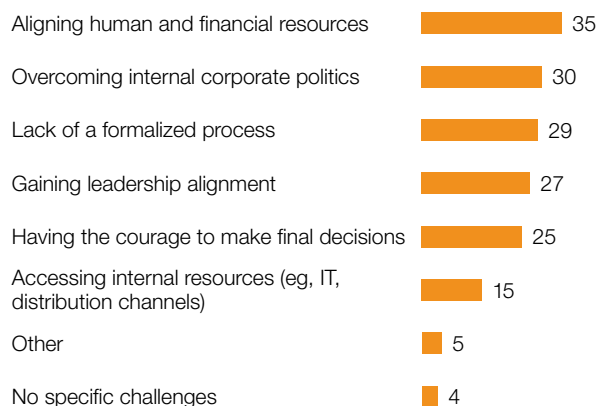 Aligning human and financial resources 35
Overcoming internal corporate politics 30
Lack of a formalized process 29
Gaining leadership alignment 27
Having the courage to make final decisions 25
Accessing internal resources (eg, IT,
distribution channels) 15
Other 5
No specific challenges 4